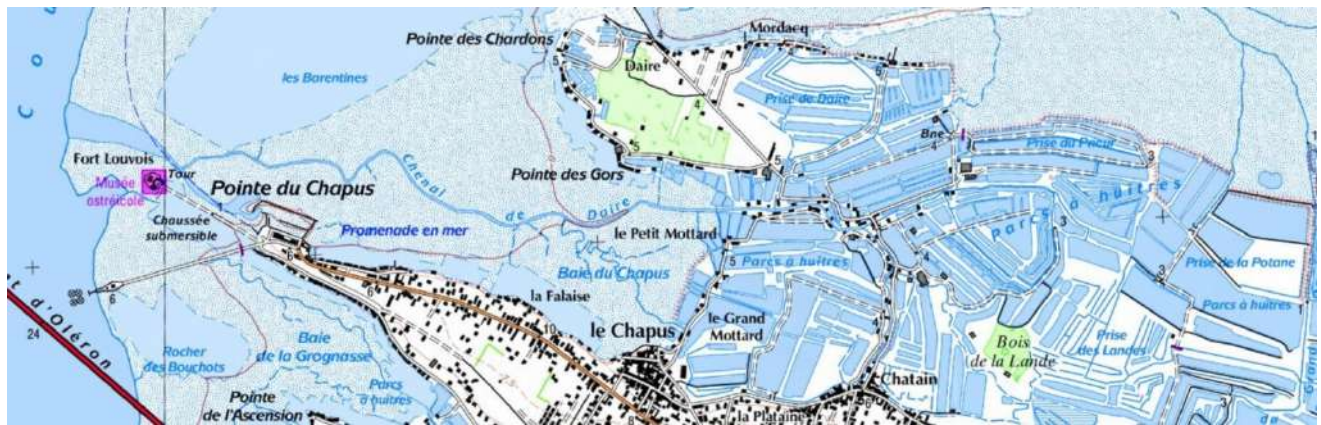 Pointe des Chardons
Mordacq
les Barentines
Daire
Prise de Daire
Bne
Prise du Prieur
Fort Louvois
Tour
Musée
ostréicole
Pointe du Chapus
Pointe des Gors
Chenal de Daire
Parcs à huîtres
Chaussée
submersible
Promenade en mer
le Petit Mottard
Baie du Chapus
Parcs à huîtres
Prise de la Potane
Parcs à huîtres
la Falaise
le Chapus
le Grand
Mottard
Bois
de la Lande
Prise
des Landes
24
t d'Oléron
Rocher
des Bouchots
Baie
de la Grognasse
Parcs
à huîtres
Pointe
de l'Ascension
Chatain
la Plataine
Grand